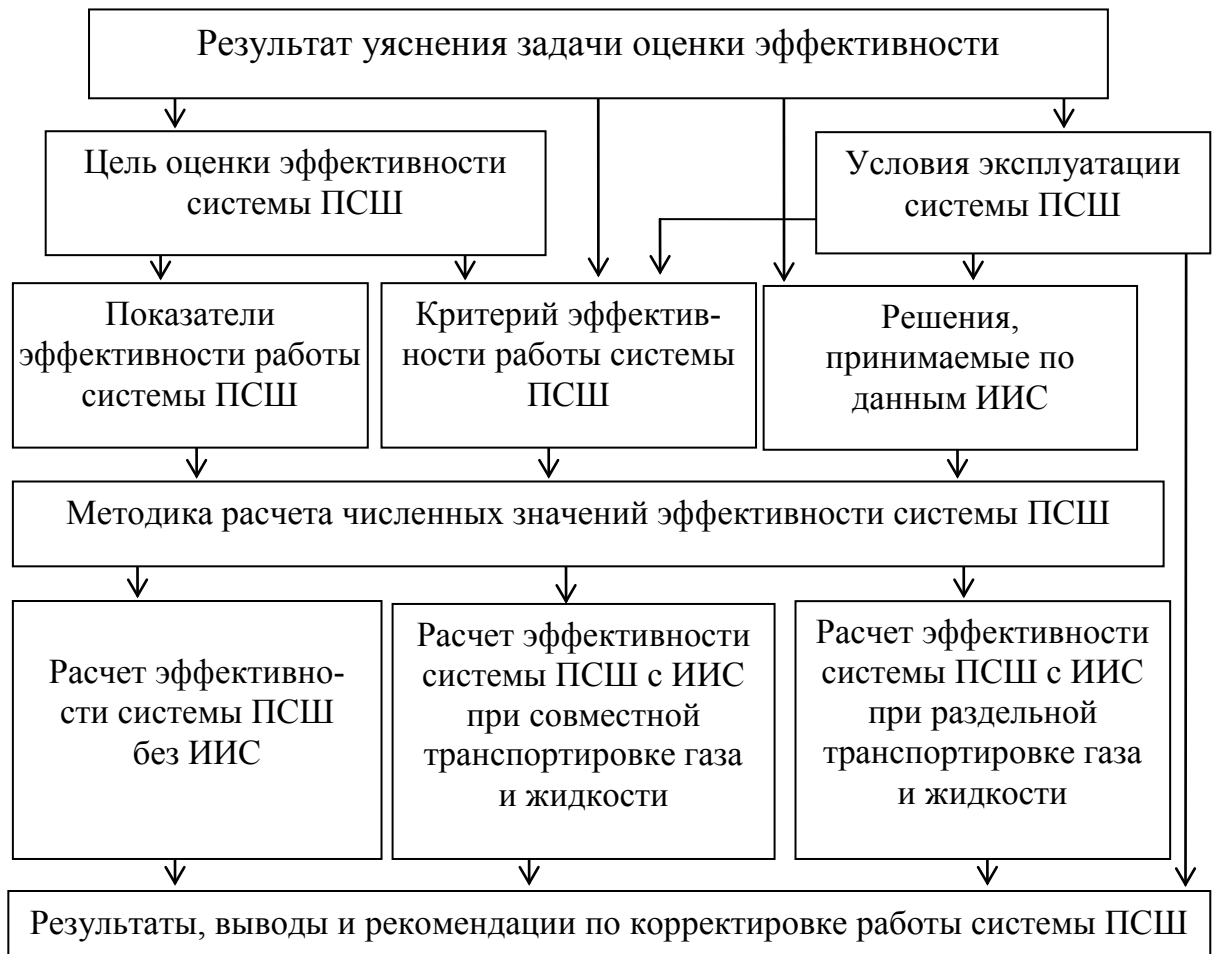 Результат уяснения задачи оценки эффективности
Цель оценки эффективности
системы ПСШ
Условия эксплуатации
системы ПСШ
Показатели
эффективности работы
системы ПСШ
Критерий эффектив-
ности работы системы
ПСШ
Решения,
принимаемые по
данным ИИС
Методика расчета численных значений эффективности системы ПСШ
Расчет эффективно-
сти системы ПСШ
без ИИС
Расчет эффективности
системы ПСШ с ИИС
при совместной
транспортировке газа
и жидкости
Расчет эффективности
системы ПСШ с ИИС
при раздельной
транспортировке газа
и жидкости
Результаты, выводы и рекомендации по корректировке работы системы ПСШ